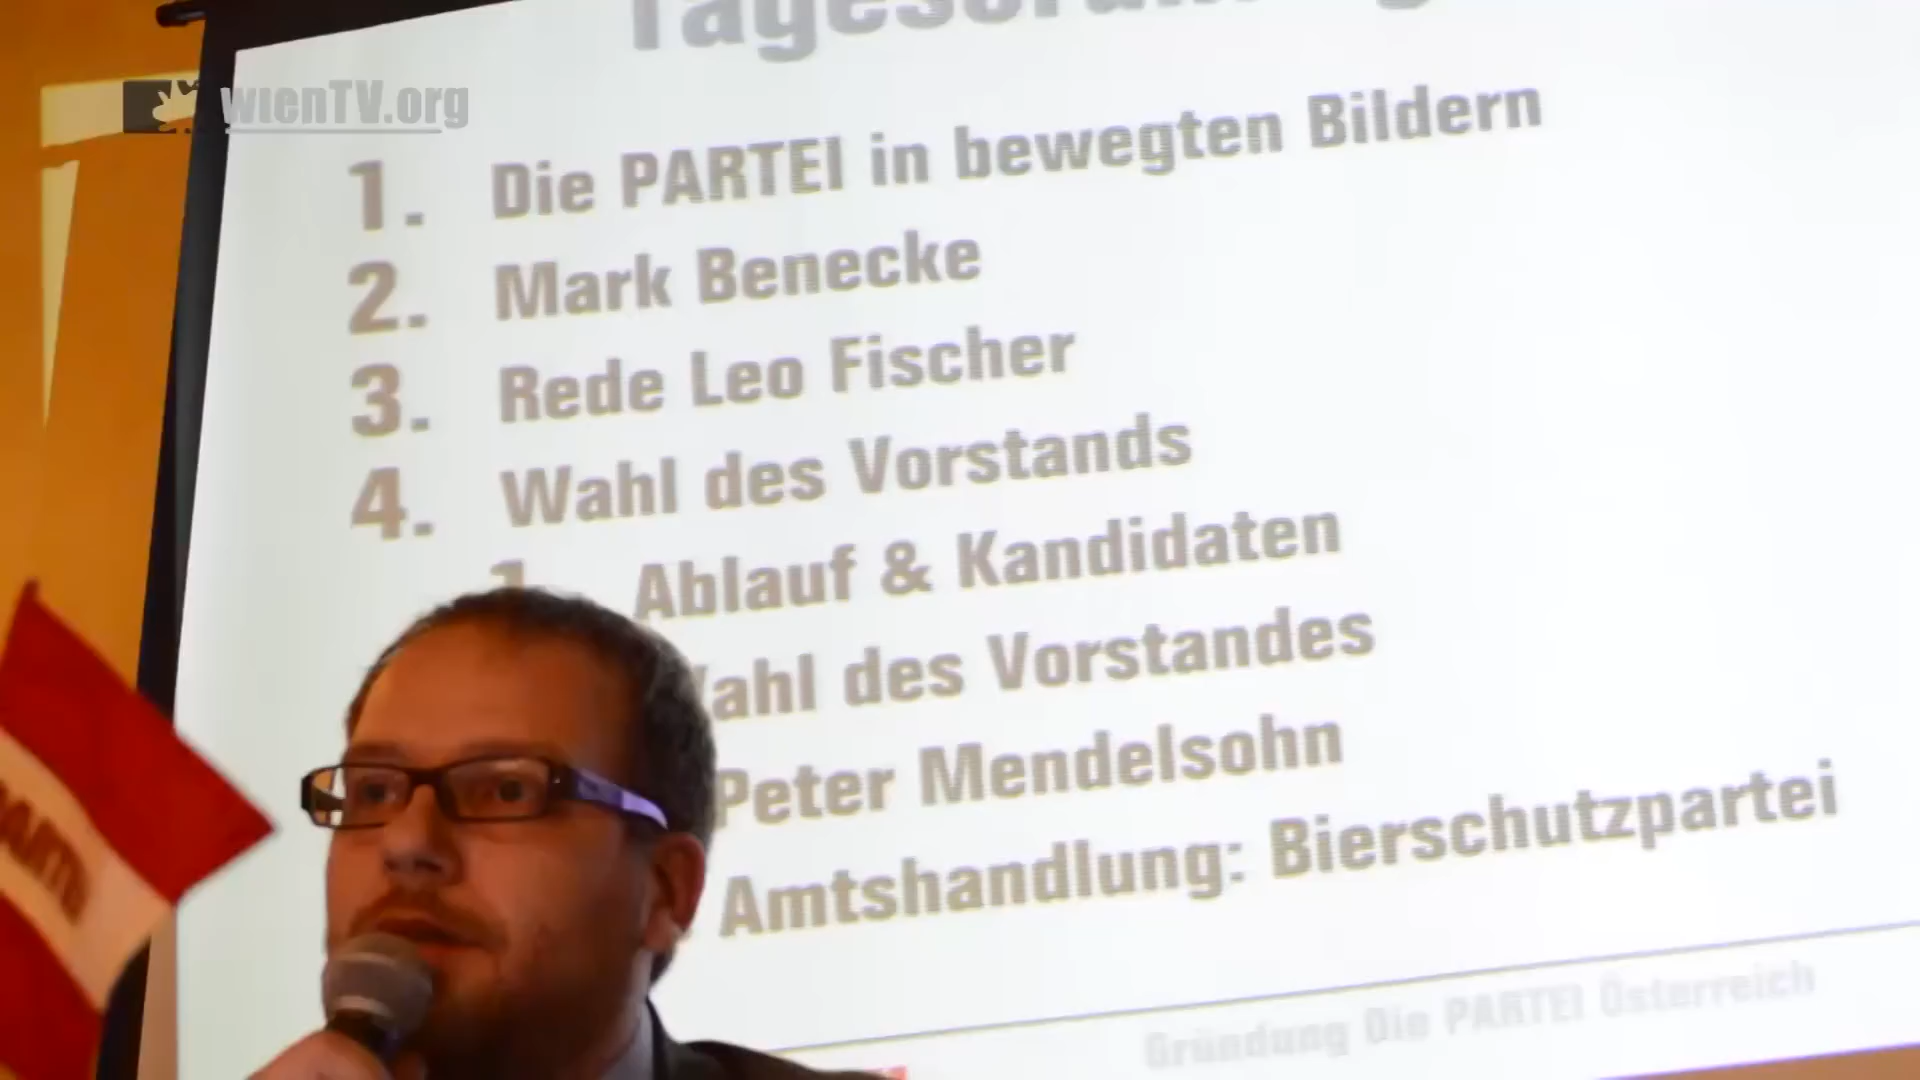 wienTV.org
1. Die PARTEI in bewegten Bildern
2. Mark Benecke
3. Rede Leo Fischer
4. Wahl des Vorstands
1. Ablauf & Kandidaten
ahl des Vorstandes
Peter Mendelsohn
Amtshandlung: Bierschutzpartei
Gründung Die PARTEI Österreich